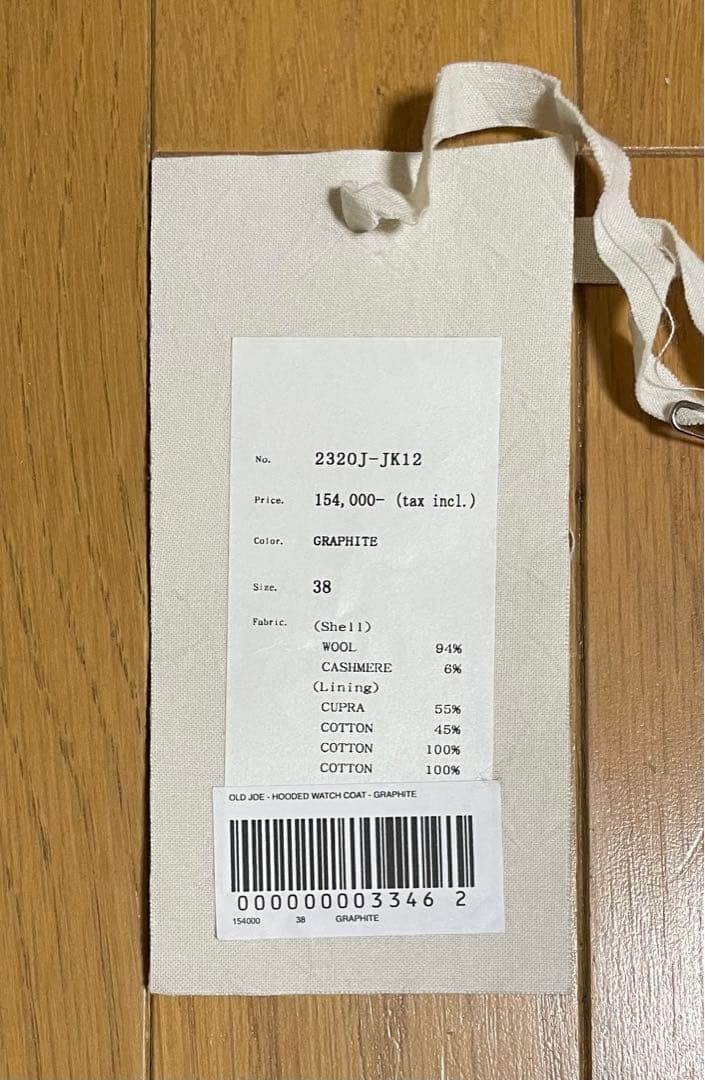 No. 2320J-JK12
Price. 154,000- (tax incl.)
Color. GRAPHITE
Size. 38
Fabric. (Shell)
WOOL 94%
CASHMERE 6%
(Lining)
CUPRA 55%
COTTON 45%
COTTON 100%
COTTON 100%
OLD JOE - HOODED WATCH COAT - GRAPHITE
000000003346 2
154000 38 GRAPHITE